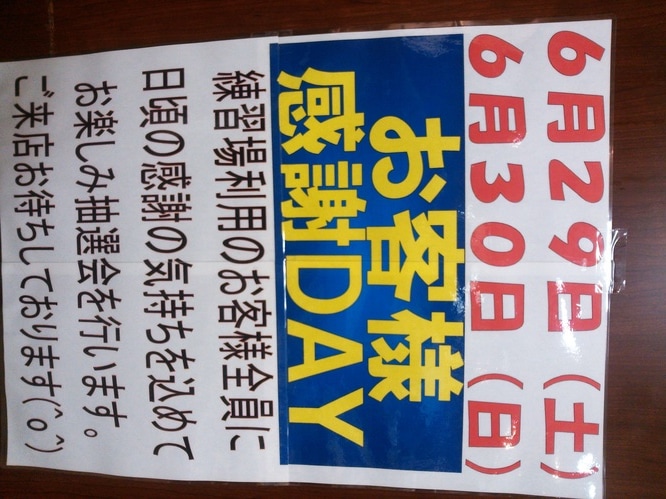 6月29日（土）
6月30日（日）
お客様
感謝DAY
練習場利用のお客様全員に
日頃の感謝の気持ちを込めて
お楽しみ抽選会を行います。
ご来店お待ちしております(^o^)